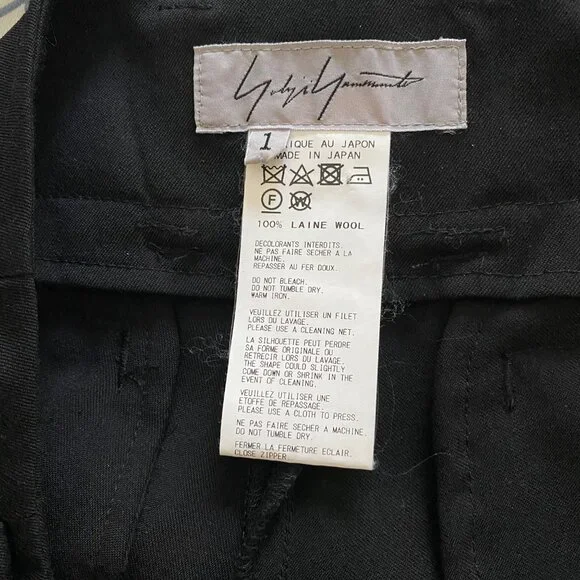 Yohji Yamamoto
1
IQUE AU JAPON
MADE IN JAPAN
F W
100% LAINE WOOL
DECOLORANTS INTERDITS.
NE PAS FAIRE SECHER A LA
MACHINE.
REPASSER AU FER DOUX.
DO NOT BLEACH.
DO NOT TUMBLE DRY.
WARM IRON.
VEUILLEZ UTILISER UN FILET
LORS DU LAVAGE.
PLEASE USE A CLEANING NET.
LA SILHOUETTE PEUT PERDRE
SA FORME ORIGINALE OU
RETRECIR LORS DU LAVAGE.
THE SHAPE COULD SLIGHTLY
COME DOWN OR SHRINK IN THE
EVENT OF CLEANING.
VEUILLEZ UTILISER UNE
ETOFFE DE REPASSAGE.
PLEASE USE A CLOTH TO PRESS.
NE PAS FAIRE SECHER A MACHINE.
DO NOT TUMBLE DRY.
FERMER LA FERMETURE ECLAIR.
CLOSE ZIPPER.